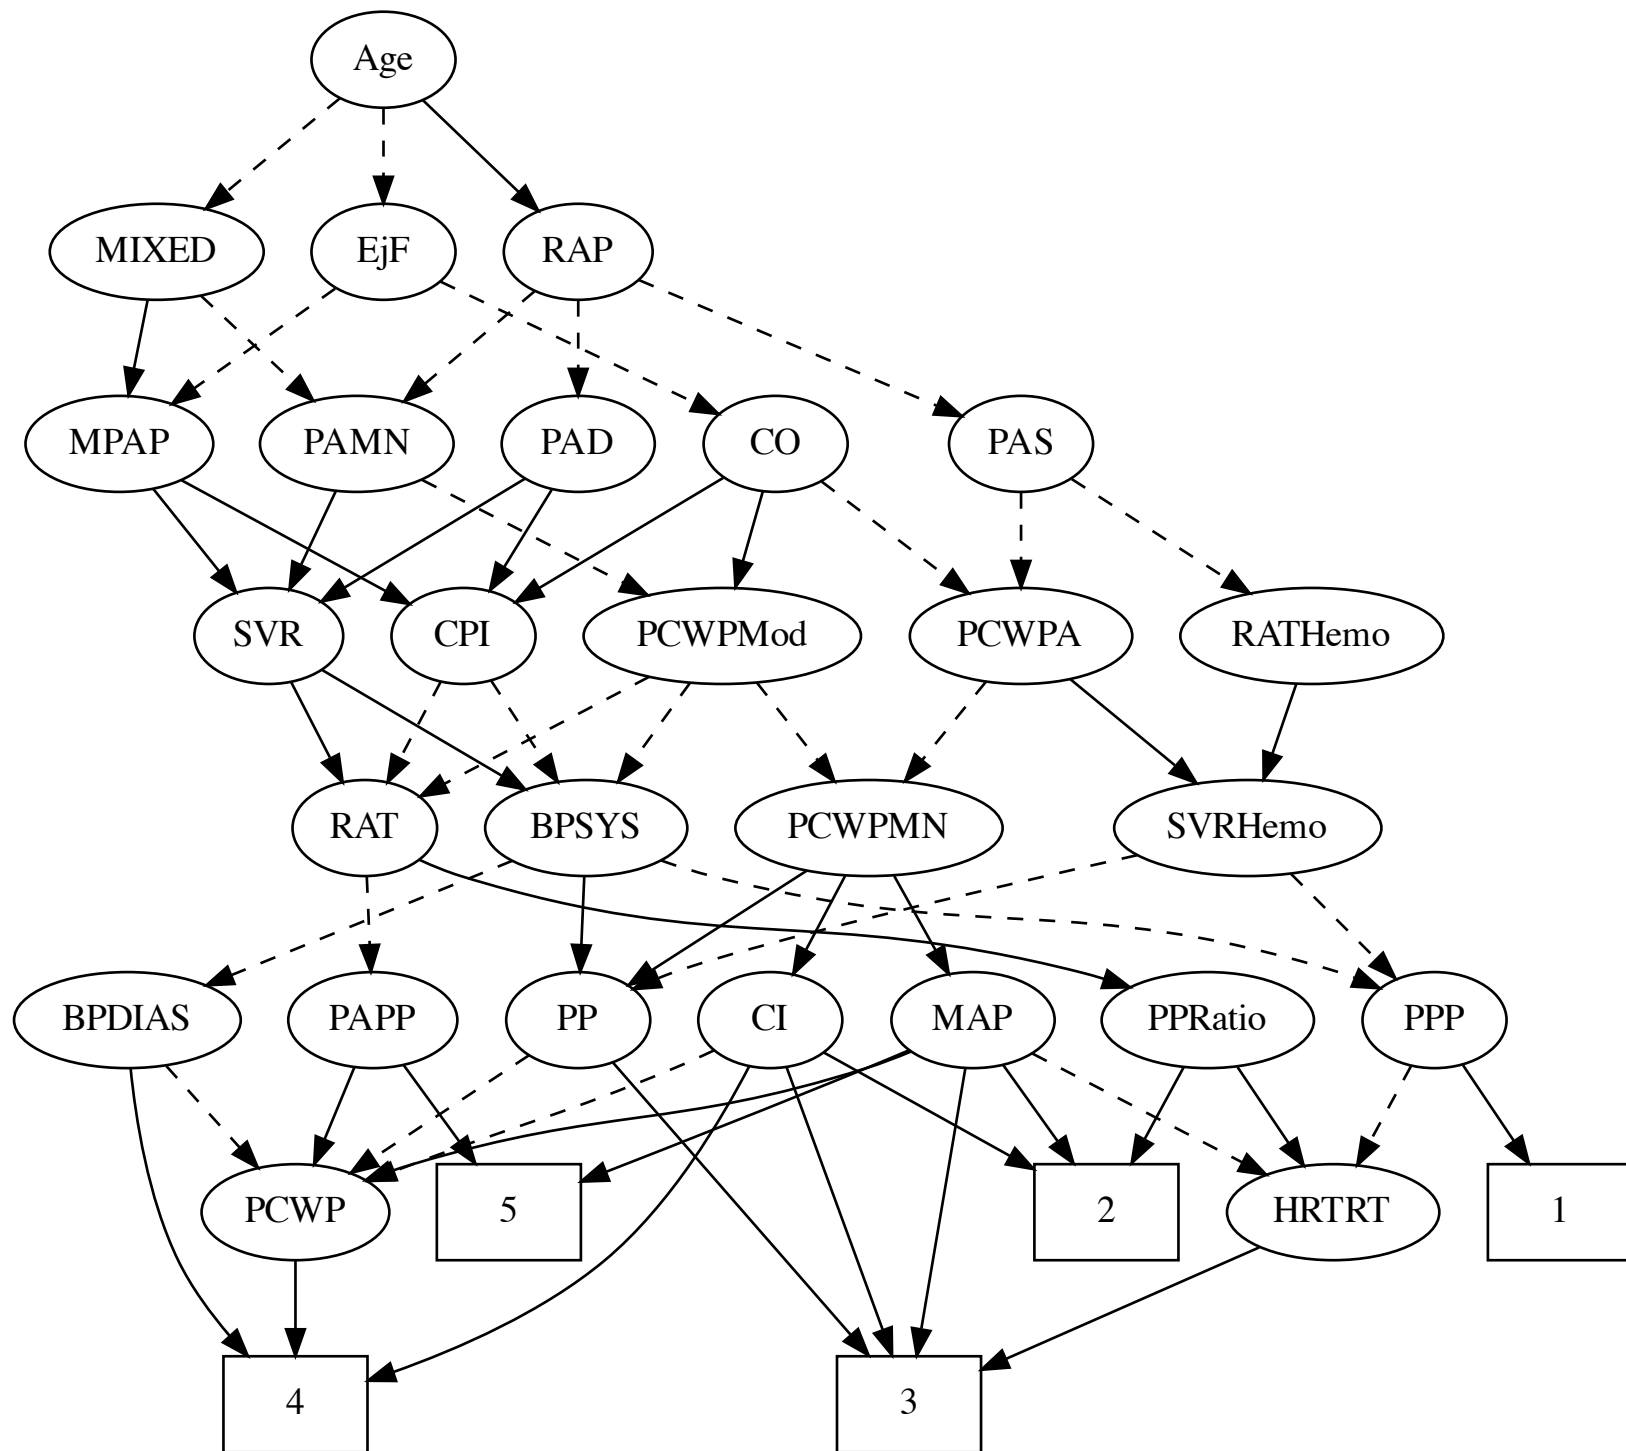 Age
MIXED
EjF
RAP
MPAP
PAMN
PAD
CO
PAS
SVR
CPI
PCWPMod
PCWPA
RATHemo
RAT
BPSYS
PCWPMN
SVRHemo
BPDIAS
PAPP
PP
CI
MAP
PPRatio
PPP
PCWP
5
2
HRTRT
1
4
3